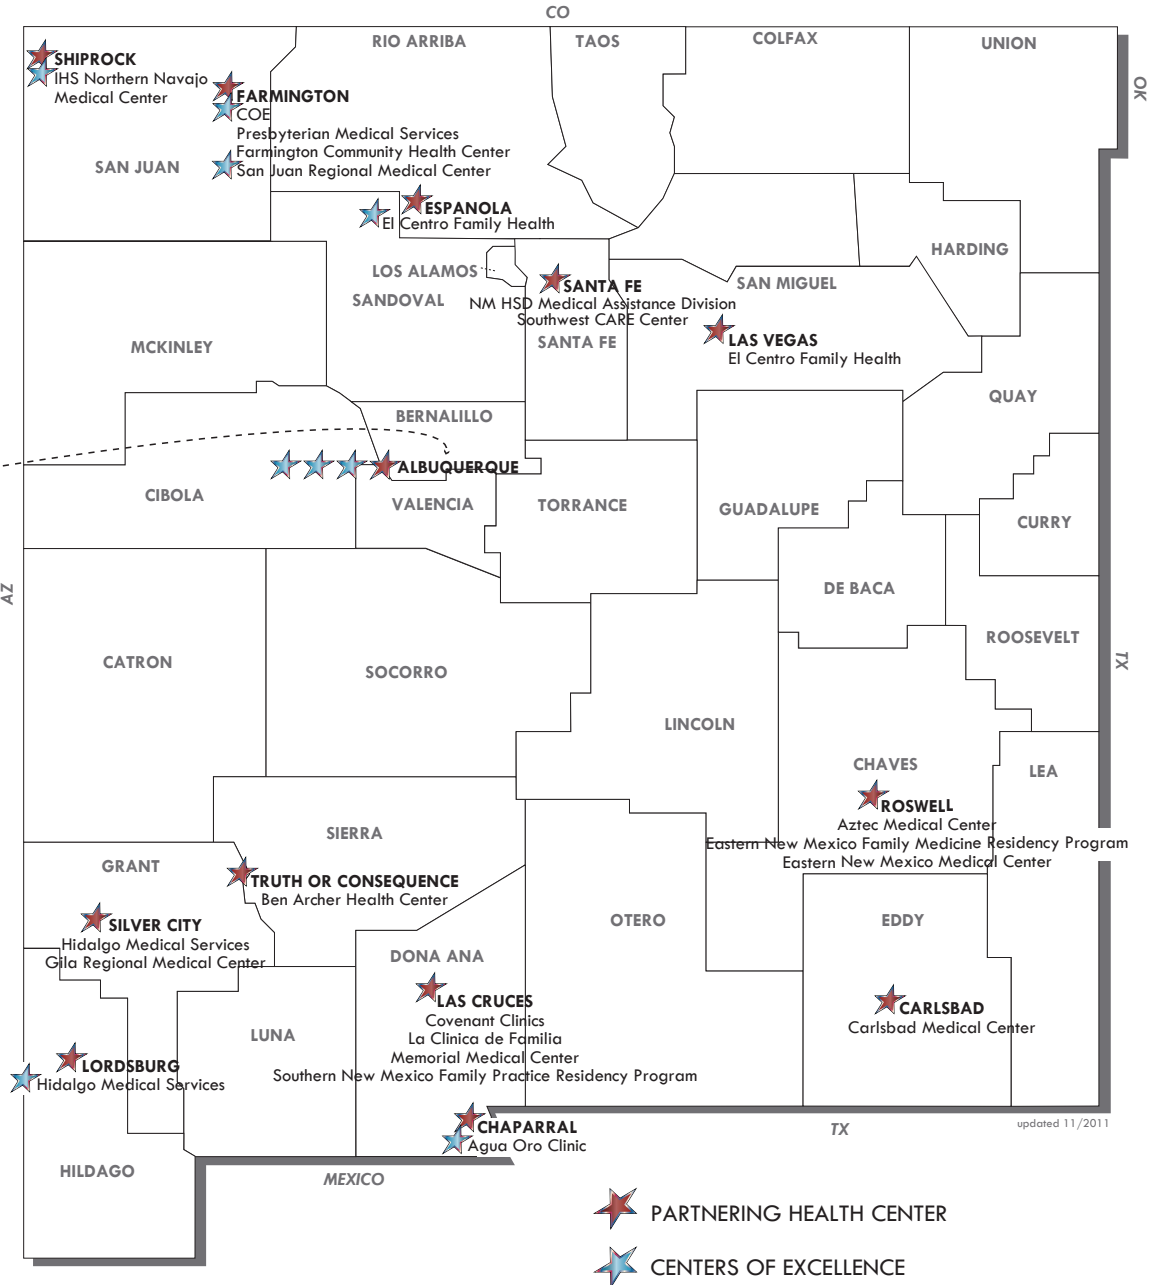 CO
RIO ARRIBA
TAOS
COLFAX
UNION
OK
SHIPROCK
IHS Northern Navajo
Medical Center
FARMINGTON
COE
Presbyterian Medical Services
Farmington Community Health Center
San Juan Regional Medical Center
SAN JUAN
ESPANOLA
El Centro Family Health
HARDING
LOS ALAMOS
SANDOVAL
SANTA FE
NM HSD Medical Assistance Division
Southwest CARE Center
SANTA FE
SAN MIGUEL
LAS VEGAS
El Centro Family Health
MCKINLEY
QUAY
BERNALILLO
ALBUQUERQUE
CIBOLA
VALENCIA
TORRANCE
GUADALUPE
CURRY
AZ
DE BACA
ROOSEVELT
TX
CATRON
SOCORRO
LINCOLN
CHAVES
LEA
ROSWELL
Aztec Medical Center
Eastern New Mexico Family Medicine Residency Program
Eastern New Mexico Medical Center
SIERRA
GRANT
TRUTH OR CONSEQUENCE
Ben Archer Health Center
SILVER CITY
Hidalgo Medical Services
Gila Regional Medical Center
OTERO
EDDY
DONA ANA
LAS CRUCES
Covenant Clinics
La Clinica de Familia
Memorial Medical Center
Southern New Mexico Family Practice Residency Program
CARLSBAD
Carlsbad Medical Center
LUNA
LORDSBURG
Hidalgo Medical Services
CHAPARRAL
Agua Oro Clinic
TX
updated 11/2011
HILDAGO
MEXICO
PARTNERING HEALTH CENTER
CENTERS OF EXCELLENCE